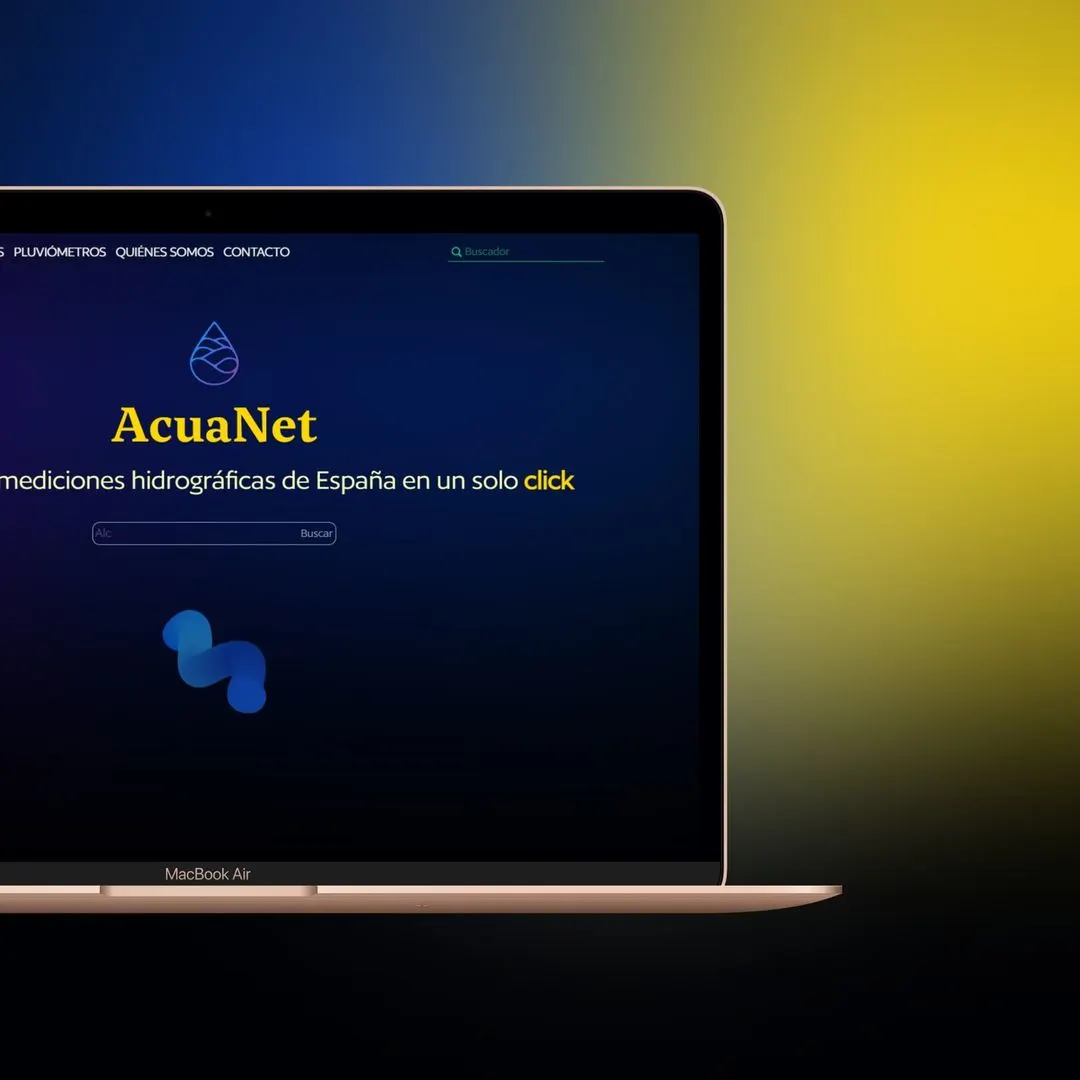 S PLUVIÓMETROS QUIÉNES SOMOS CONTACTO
Buscador
AcuaNet
mediciones hidrográficas de España en un solo click
Alc Buscar
MacBook Air